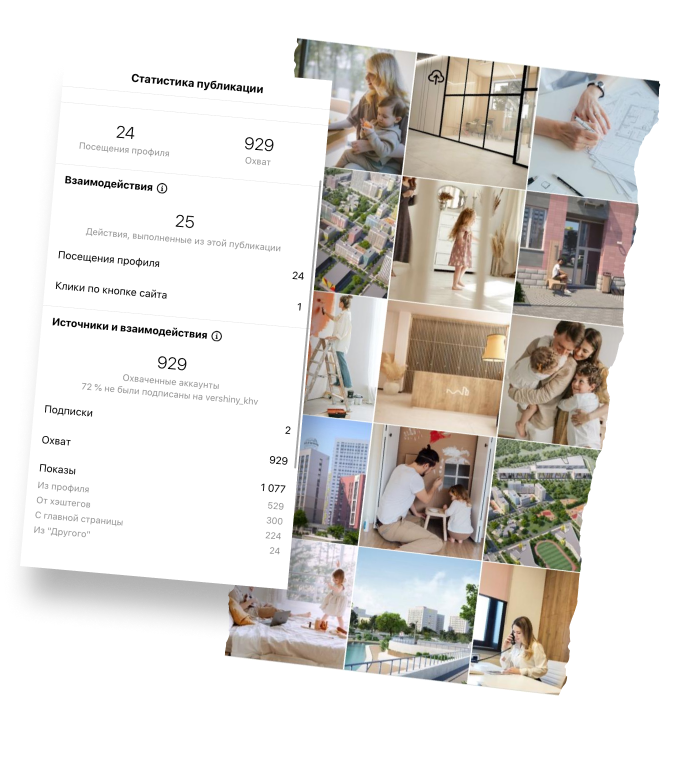 Статистика публикации
24
Посещения профиля
929
Охват
Взаимодействия
25
Действия, выполненные из этой публикации
Посещения профиля 24
Клики по кнопке сайта 1
Источники и взаимодействия
929
Охваченные аккаунты
72 % не были подписаны на vershiny_khv
Подписки 2
Охват 929
Показы 1 077
Из профиля 529
От хэштегов 300
С главной страницы 224
Из "Другого" 24